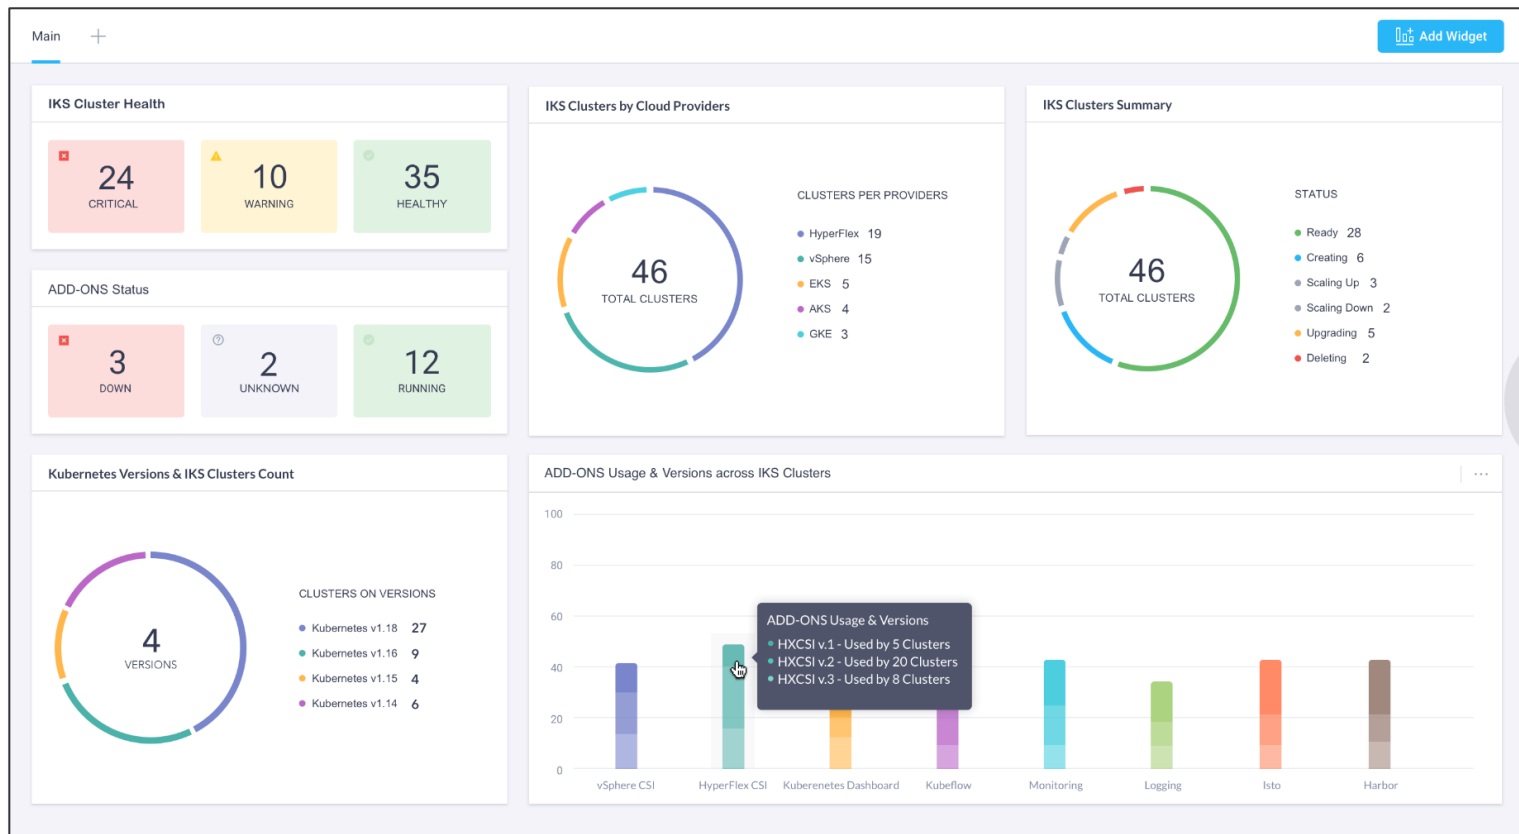 Main
Add Widget
IKS Cluster Health
24
CRITICAL
10
WARNING
35
HEALTHY
ADD-ONS Status
3
DOWN
2
UNKNOWN
12
RUNNING
IKS Clusters by Cloud Providers
46
TOTAL CLUSTERS
CLUSTERS PER PROVIDERS
HyperFlex 19
vSphere 15
EKS 5
AKS 4
GKE 3
IKS Clusters Summary
46
TOTAL CLUSTERS
STATUS
Ready 28
Creating 6
Scaling Up 3
Scaling Down 2
Upgrading 5
Deleting 2
Kubernetes Versions & IKS Clusters Count
4
VERSIONS
CLUSTERS ON VERSIONS
Kubernetes v1.18 27
Kubernetes v1.16 9
Kubernetes v1.15 4
Kubernetes v1.14 6
ADD-ONS Usage & Versions across IKS Clusters
100
80
60
40
20
0
ADD-ONS Usage & Versions
HXCSI v.1 - Used by 5 Clusters
HXCSI v.2 - Used by 20 Clusters
HXCSI v.3 - Used by 8 Clusters
vSphere CSI
HyperFlex CSI
Kuberenetes Dashboard
Kubeflow
Monitoring
Logging
Isto
Harbor